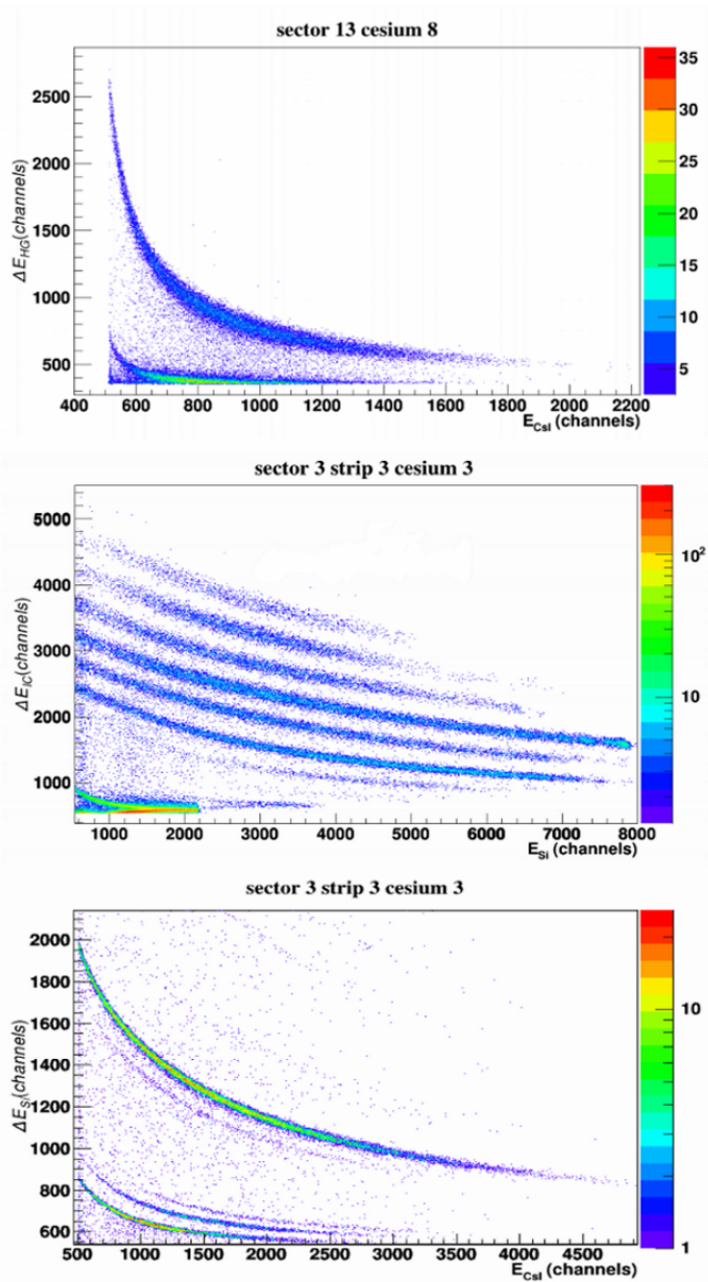 sector 13 cesium 8
ΔE_HG(channels)
2500
2000
1500
1000
500
400 600 800 1000 1200 1400 1600 1800 2000 2200
E_CsI (channels)
35
30
25
20
15
10
5
sector 3 strip 3 cesium 3
ΔE_IC(channels)
5000
4000
3000
2000
1000
1000 2000 3000 4000 5000 6000 7000 8000
E_Si (channels)
10²
10
sector 3 strip 3 cesium 3
ΔE_Si(channels)
2000
1800
1600
1400
1200
1000
800
600
500 1000 1500 2000 2500 3000 3500 4000 4500
E_CsI (channels)
10
1